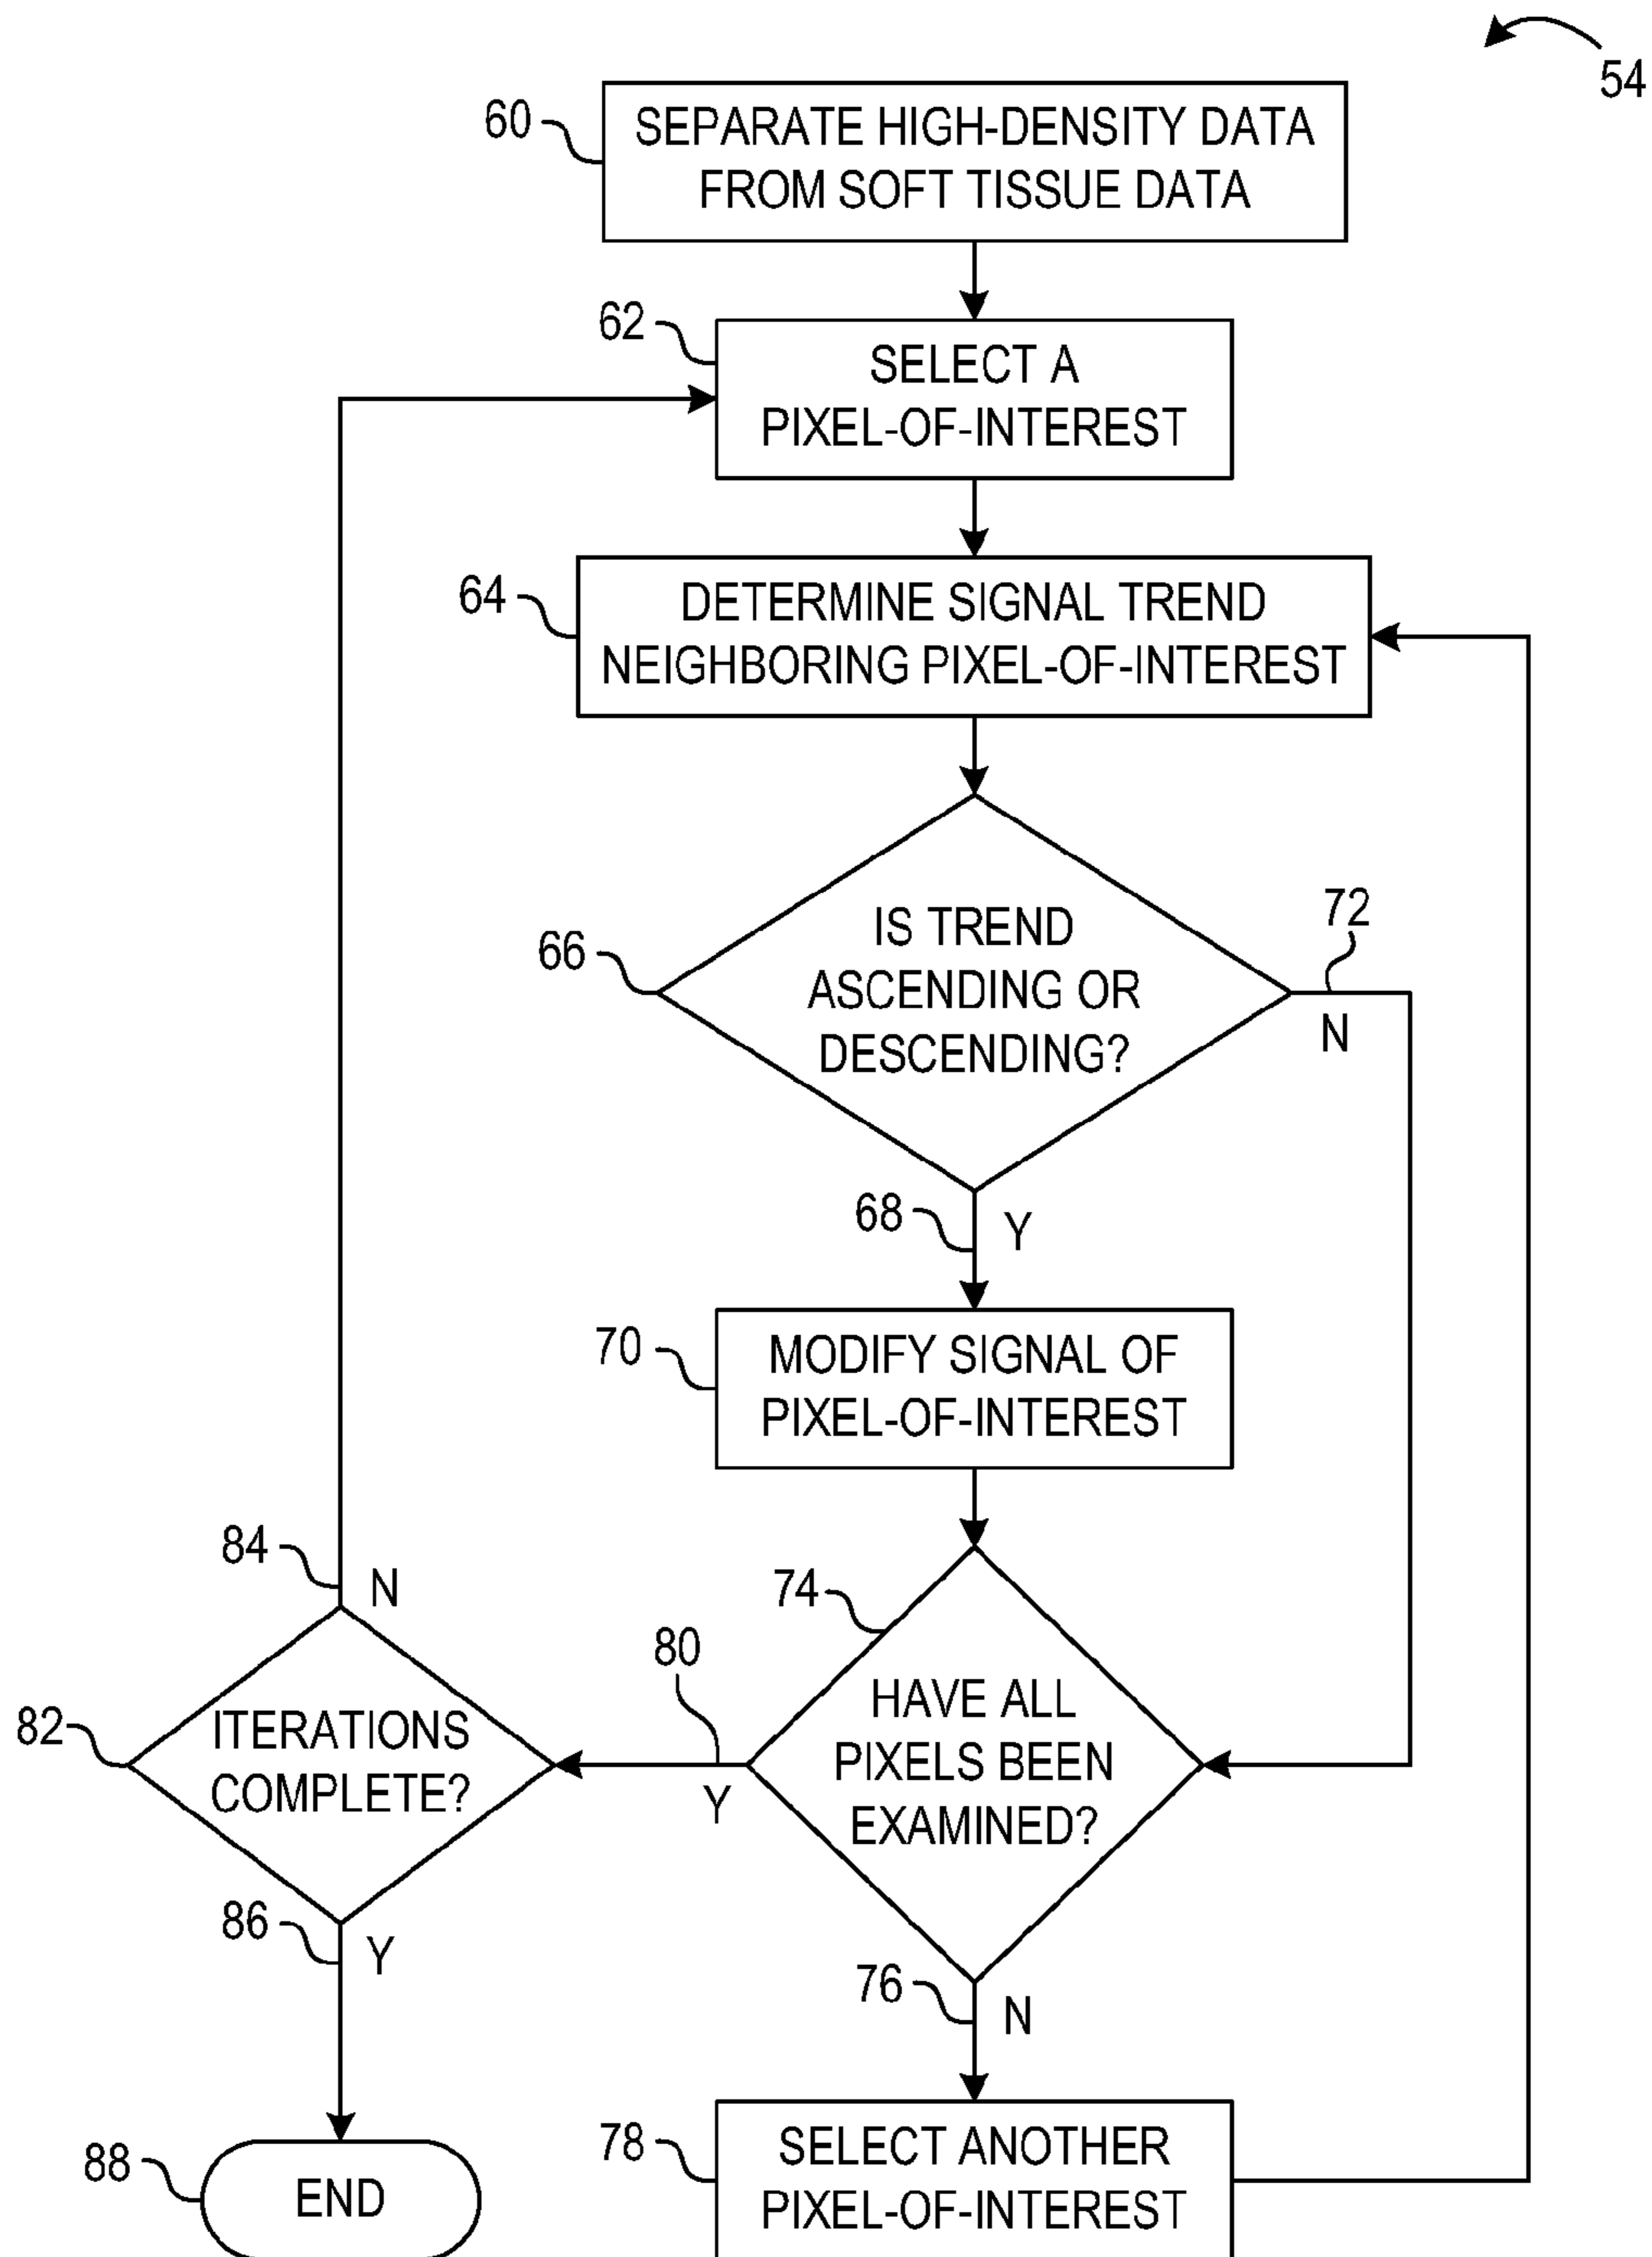 54
60
SEPARATE HIGH-DENSITY DATA
FROM SOFT TISSUE DATA
62
SELECT A
PIXEL-OF-INTEREST
64
DETERMINE SIGNAL TREND
NEIGHBORING PIXEL-OF-INTEREST
66
IS TREND
ASCENDING OR
DESCENDING?
72
N
68
Y
70
MODIFY SIGNAL OF
PIXEL-OF-INTEREST
74
HAVE ALL
PIXELS BEEN
EXAMINED?
80
Y
84
N
82
ITERATIONS
COMPLETE?
86
Y
76
N
78
SELECT ANOTHER
PIXEL-OF-INTEREST
88
END